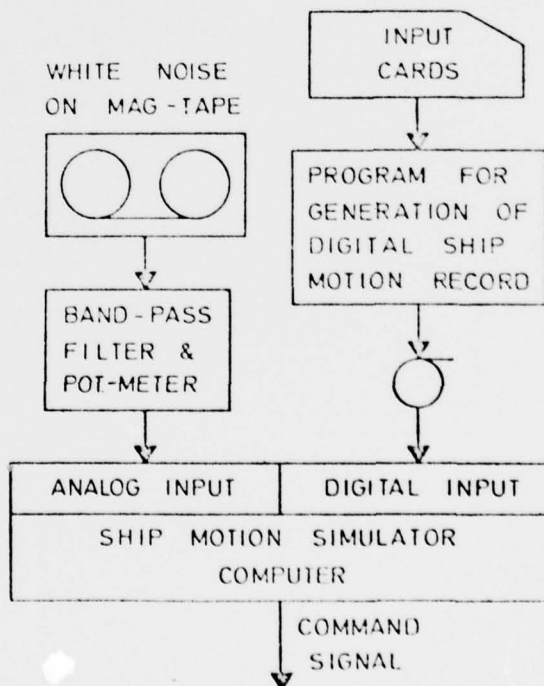 WHITE NOISE
ON MAG-TAPE
BAND-PASS
FILTER &
POT-METER
INPUT
CARDS
PROGRAM FOR
GENERATION OF
DIGITAL SHIP
MOTION RECORD
ANALOG INPUT
DIGITAL INPUT
SHIP MOTION SIMULATOR
COMPUTER
COMMAND
SIGNAL